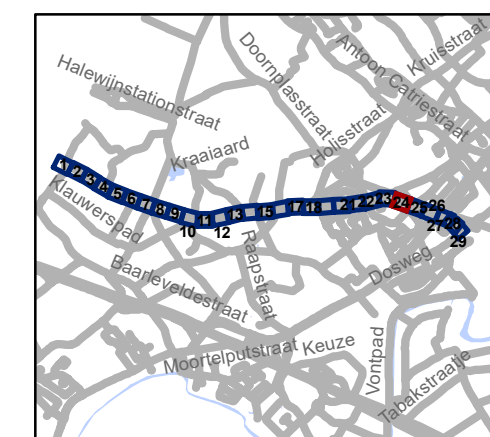 Kruisstraat
Antoon Catriestraat
Doornplasstraat
Halewijnstationstraat
Holisstraat
Kraaiaard
Klauwerspad
2 3 4 5 6 7 8 9 10 11 12 13 15 17 18 21 22 23 24 25 26 27 28 29
Raapstraat
Dosweg
Baarleveldestraat
Moortelputstraat
Keuze
Vontpad
Tabakstraatje